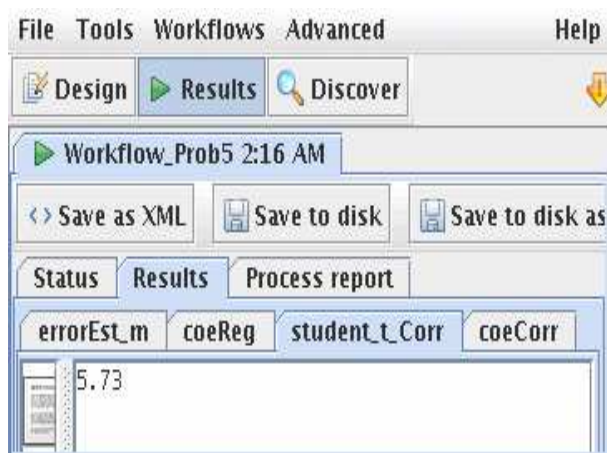 File Tools Workflows Advanced Help
Design Results Discover
Workflow_Prob5 2:16 AM
<> Save as XML Save to disk Save to disk as
Status Results Process report
errorEst_m coeReg student_t_Corr coeCorr
5.73